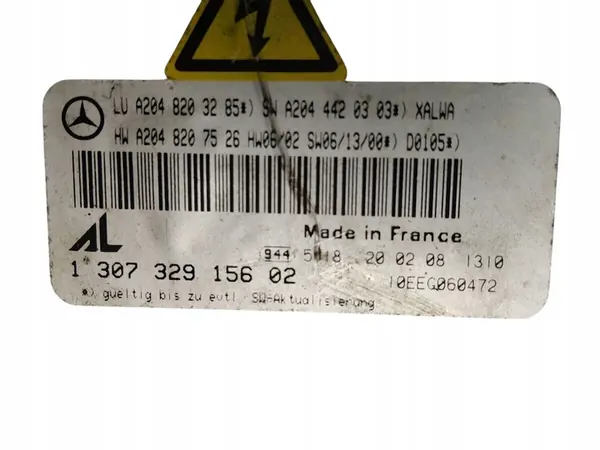 LU A204 820 32 85*) SW A204 442 03 03*) XALWA
HW A204 820 75 26 HW06/02 SW06/13/00*) D0105*)
AL
Made in France
944 5118 20 02 08 1310
1 307 329 156 02
10EEG060472
*) gueltig bis zu evtl. SW-Aktualisierung